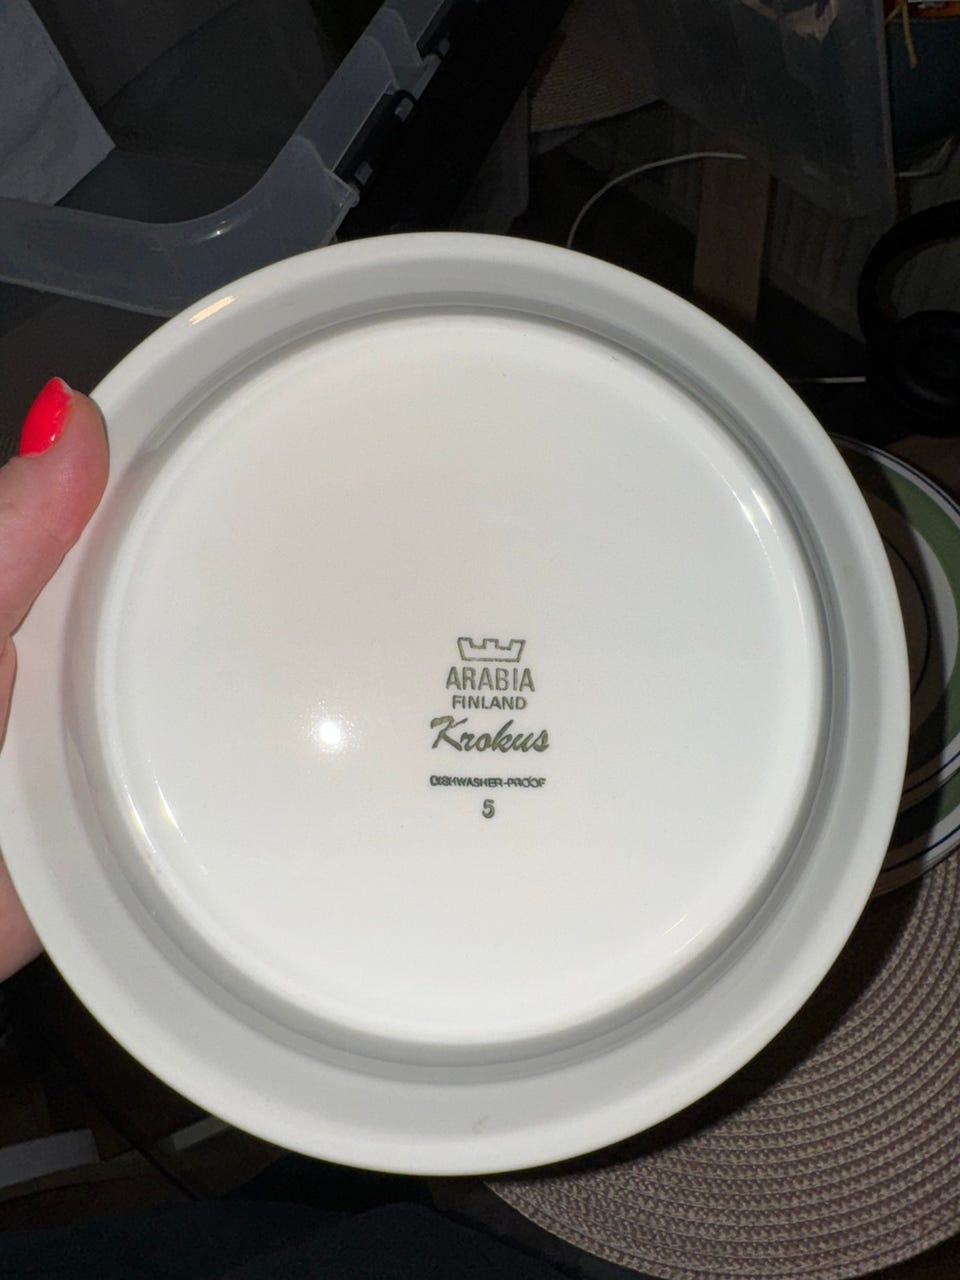 ARABIA
FINLAND
Krokus
DISHWASHER-PROOF
5